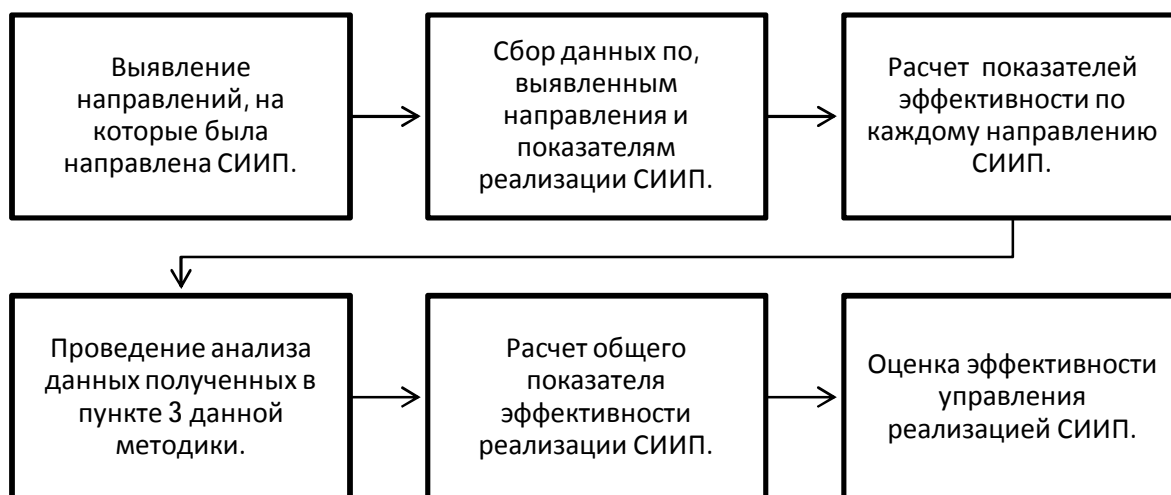 Выявление
направлений, на
которые была
направлена СИИП.
Сбор данных по,
выявленным
направления и
показателям
реализации СИИП.
Расчет показателей
эффективности по
каждому направлению
СИИП.
Проведение анализа
данных полученных в
пункте 3 данной
методики.
Расчет общего
показателя
эффективности
реализации СИИП.
Оценка эффективности
управления
реализацией СИИП.